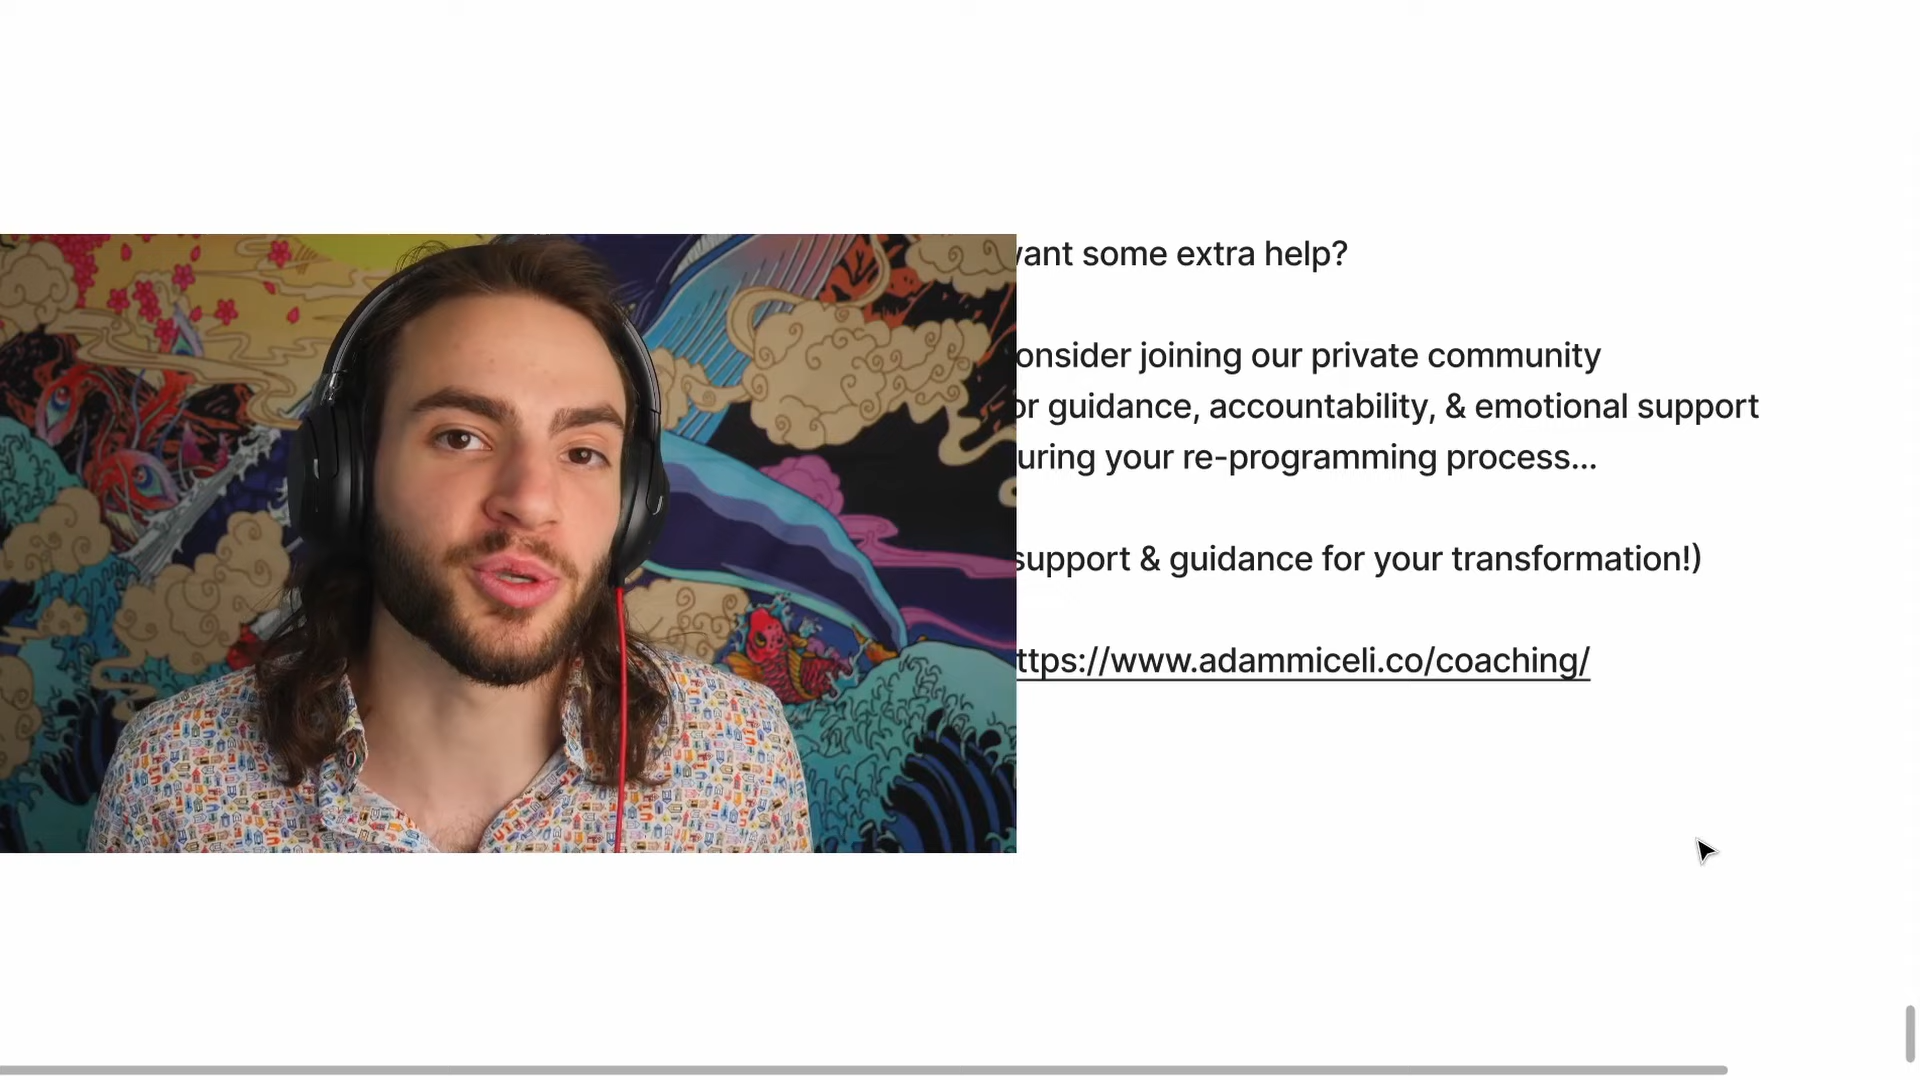 want some extra help?
onsider joining our private community
or guidance, accountability, & emotional support
uring your re-programming process...
support & guidance for your transformation!)
ttps://www.adammiceli.co/coaching/